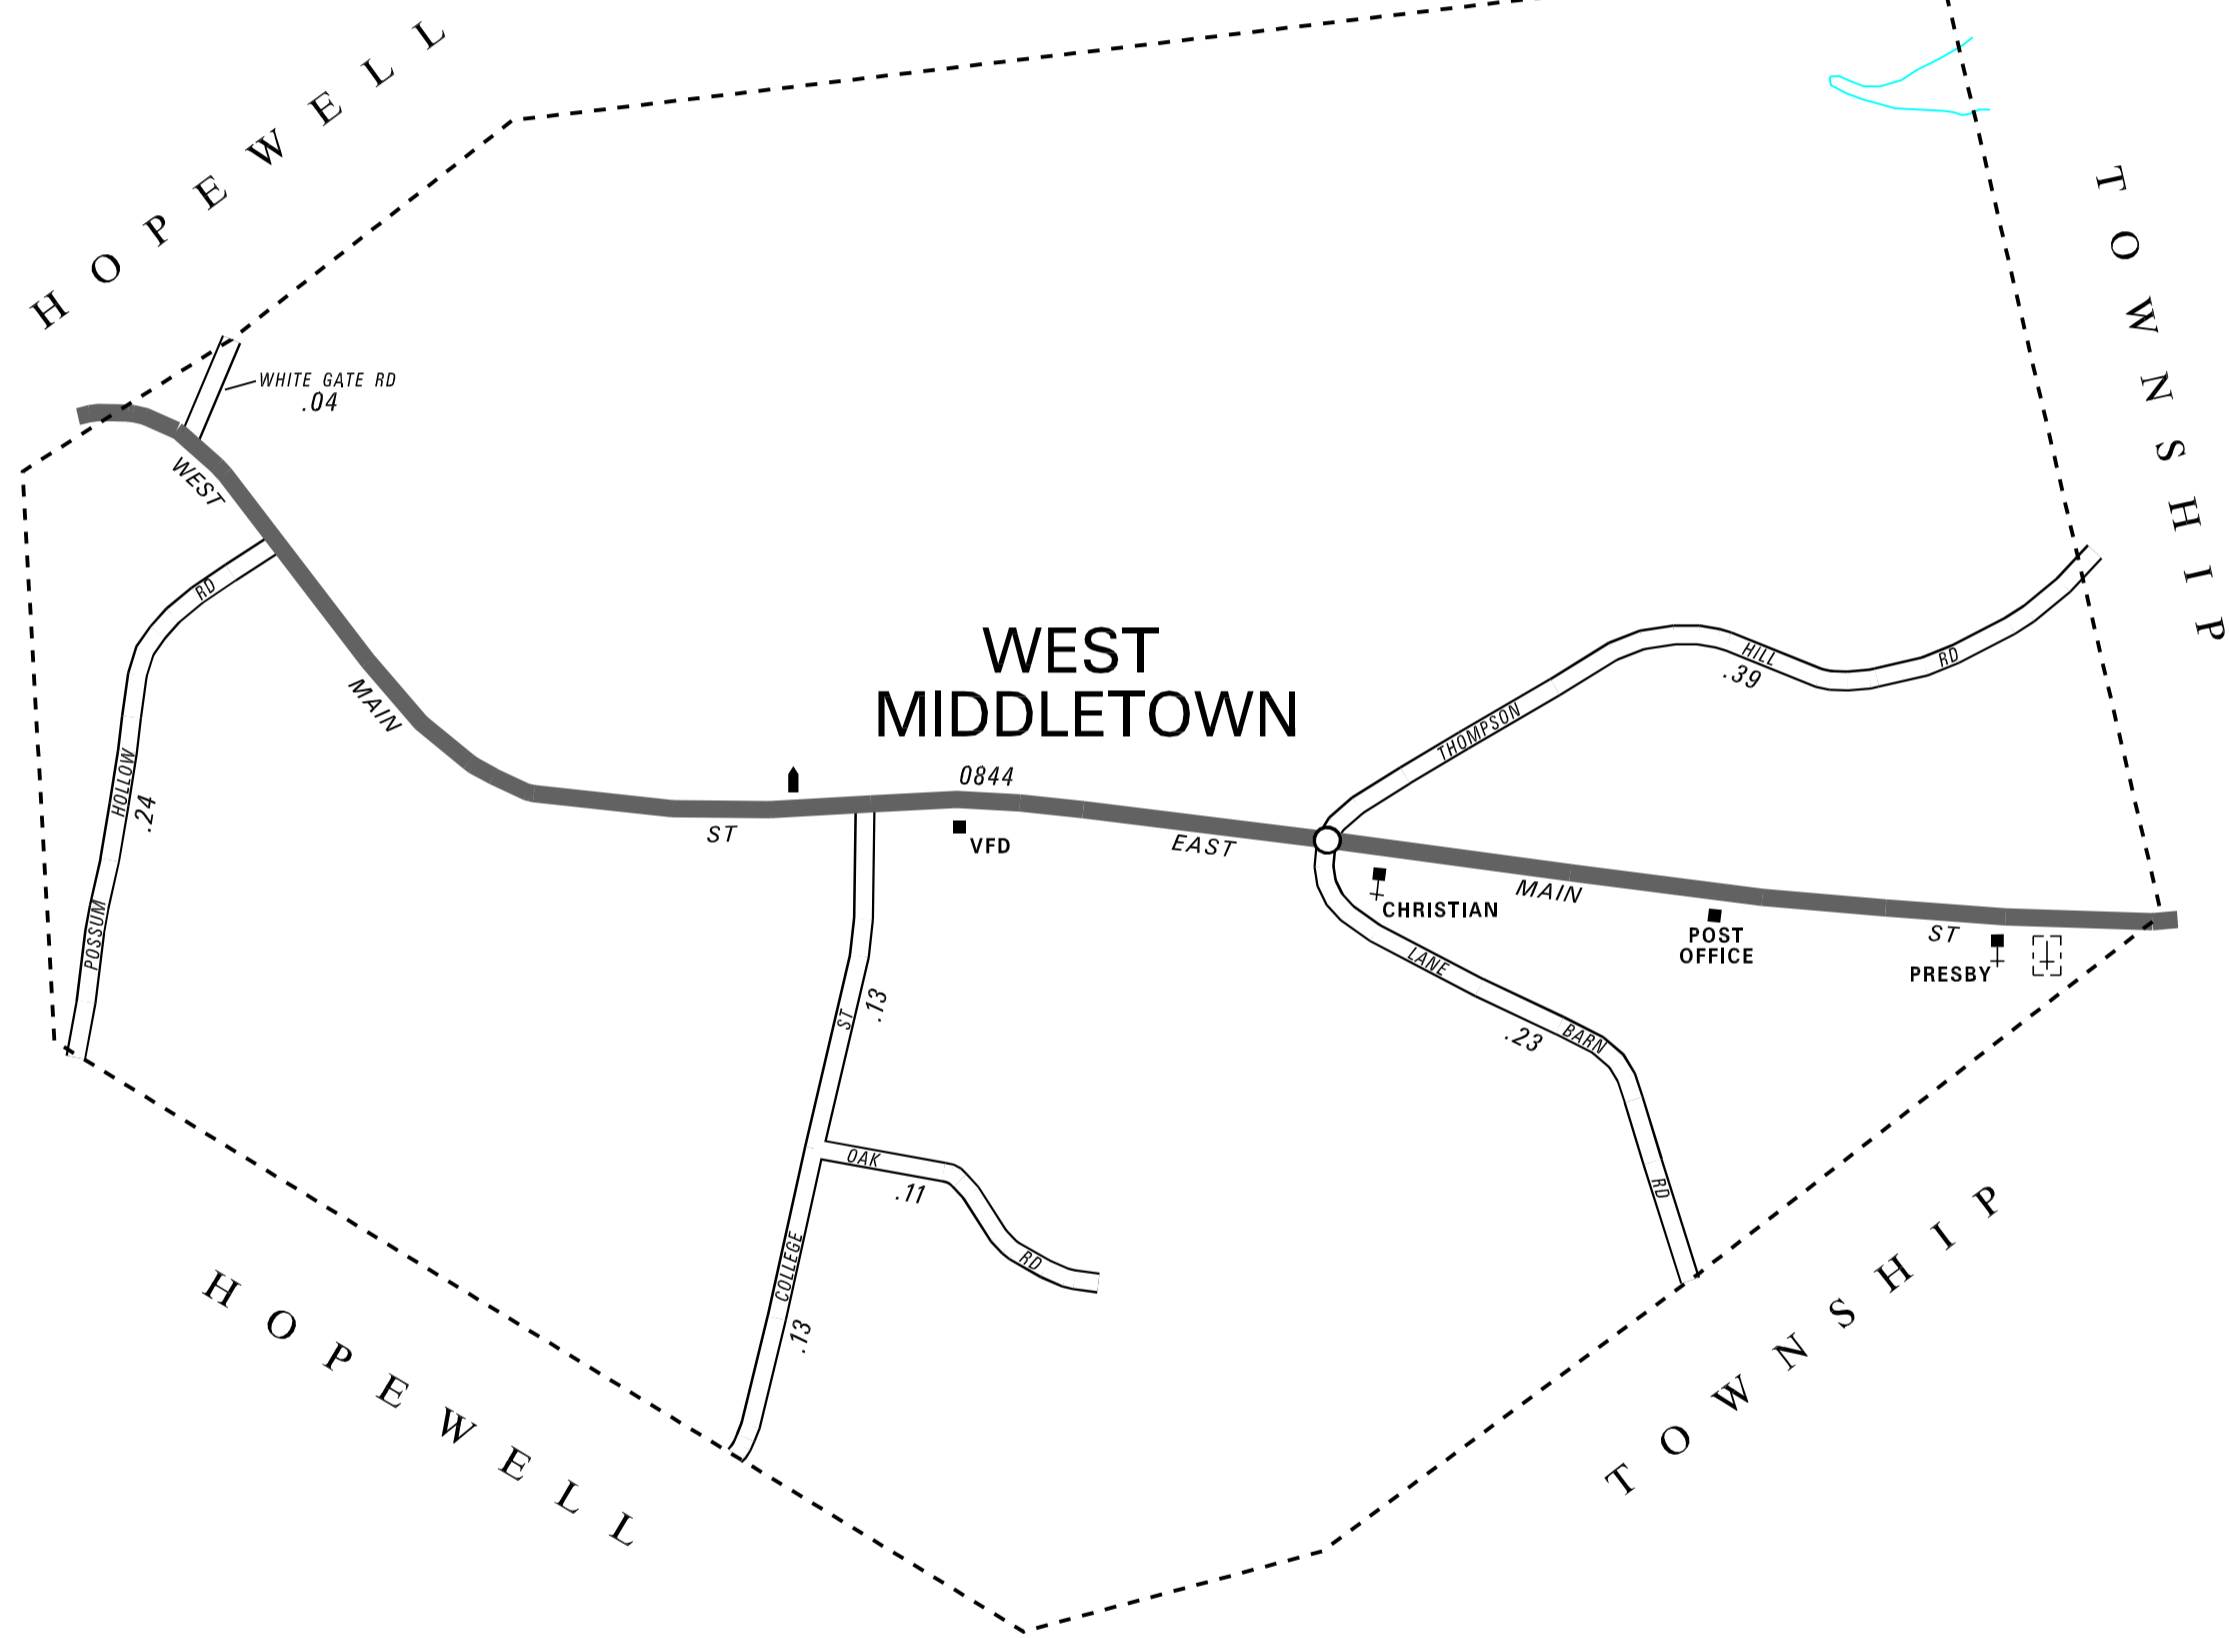 HOPEWELL
TOWNSHIP
WHITE GATE RD
.04
WEST
MAIN
ST
POSSUM
HOLLOW
RD
.24
WEST
MIDDLETOWN
0844
VFD
EAST
MAIN
ST
THOMPSON
HILL
RD
.39
CHRISTIAN
POST
OFFICE
PRESBY
LANE
BARN
RD
.23
COLLEGE
ST
.13
.13
OAK
RD
.11
HOPEWELL
TOWNSHIP